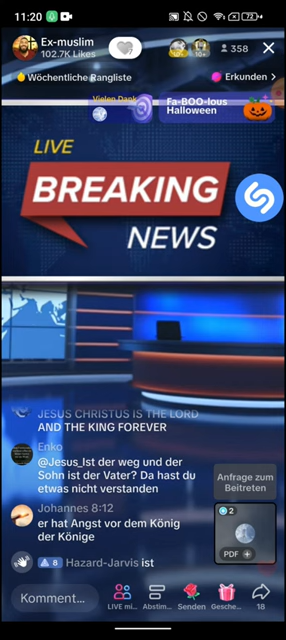 11:20
72
Ex-muslim
102.7K Likes
358
Wöchentliche Rangliste
Erkunden >
Vielen Dank
Fa-BOO-lous
Halloween
LIVE
BREAKING
NEWS
JESUS CHRISTUS IS THE LORD
AND THE KING FOREVER
Enko
@Jesus_Ist der weg und der
Sohn ist der Vater? Da hast du
etwas nicht verstanden
Anfrage zum
Beitreten
Johannes 8:12
er hat Angst vor dem König
der Könige
2
PDF +
8 Hazard-Jarvis ist
Komment...
LIVE mi...
Abstim...
Senden
Gesche...
18